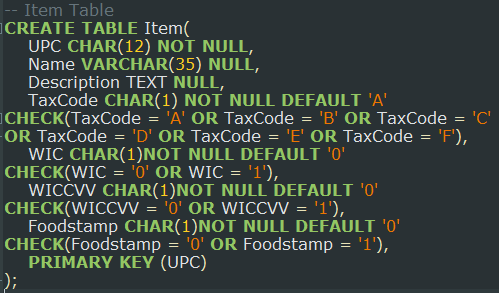 -- Item Table
CREATE TABLE Item(
UPC CHAR(12) NOT NULL,
Name VARCHAR(35) NULL,
Description TEXT NULL,
TaxCode CHAR(1) NOT NULL DEFAULT 'A'
CHECK(TaxCode = 'A' OR TaxCode = 'B' OR TaxCode = 'C'
OR TaxCode = 'D' OR TaxCode = 'E' OR TaxCode = 'F'),
WIC CHAR(1)NOT NULL DEFAULT '0'
CHECK(WIC = '0' OR WIC = '1'),
WICCVV CHAR(1)NOT NULL DEFAULT '0'
CHECK(WICCVV = '0' OR WICCVV = '1'),
Foodstamp CHAR(1)NOT NULL DEFAULT '0'
CHECK(Foodstamp = '0' OR Foodstamp = '1'),
PRIMARY KEY (UPC)
);